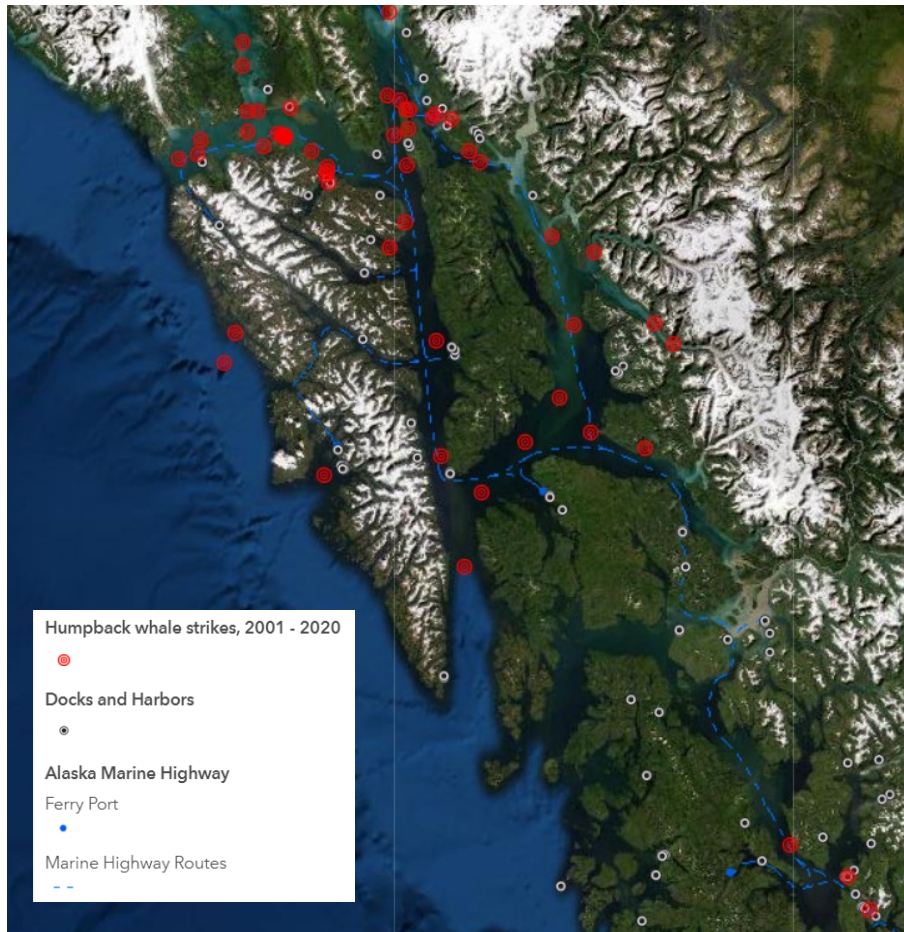 Humpback whale strikes, 2001 - 2020
Docks and Harbors
Alaska Marine Highway
Ferry Port
Marine Highway Routes